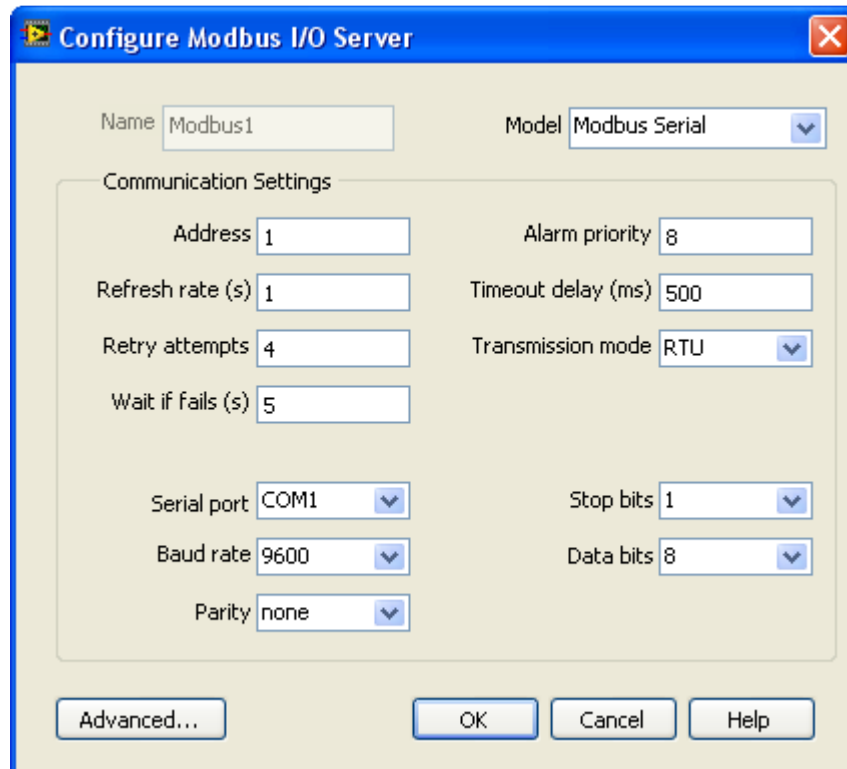 Configure Modbus I/O Server
Name Modbus1 Model Modbus Serial
Communication Settings
Address 1 Alarm priority 8
Refresh rate (s) 1 Timeout delay (ms) 500
Retry attempts 4 Transmission mode RTU
Wait if fails (s) 5
Serial port COM1 Stop bits 1
Baud rate 9600 Data bits 8
Parity none
Advanced... OK Cancel Help